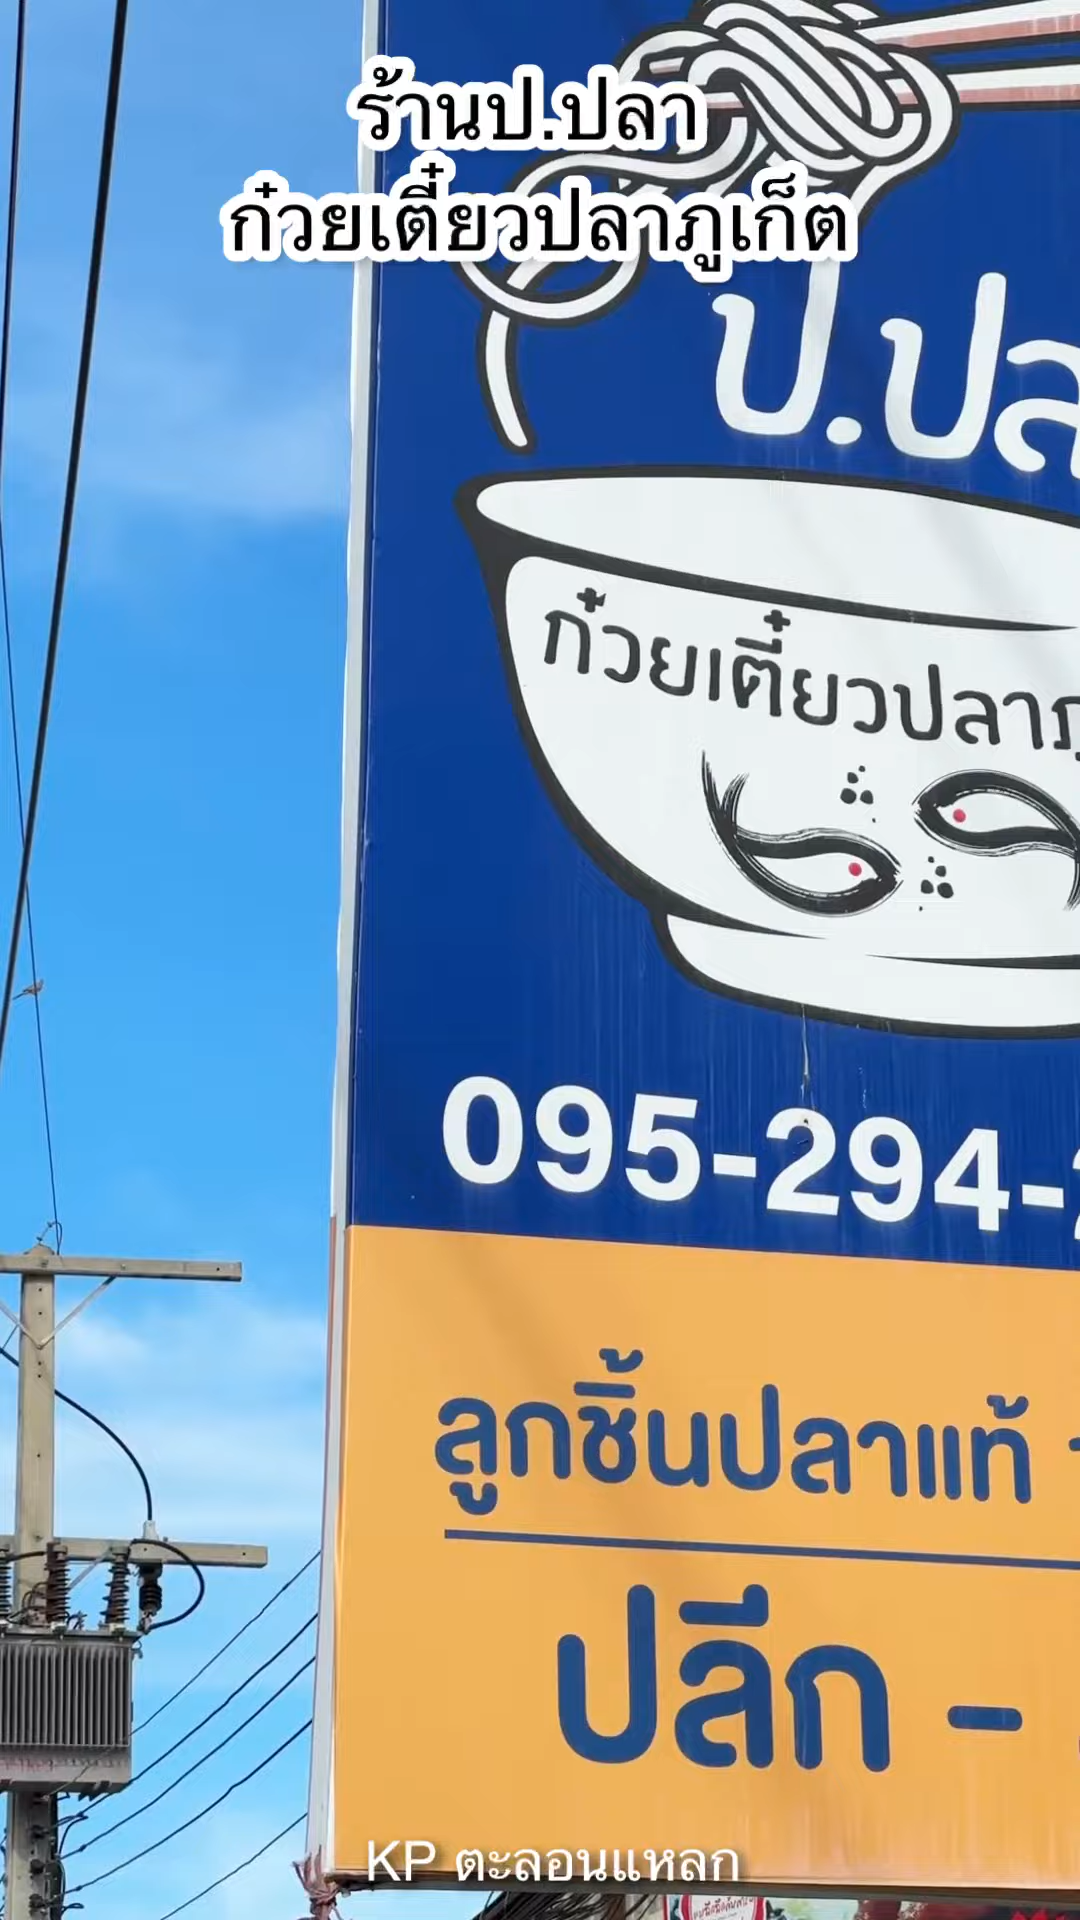 ร้านป.ปลา
ก๋วยเตี๋ยวปลาภูเก็ต
ป.ปล
ก๋วยเตี๋ยวปลาภู
095-294-
ลูกชิ้นปลาแท้
ปลีก -
KP ตะลอนแหลก